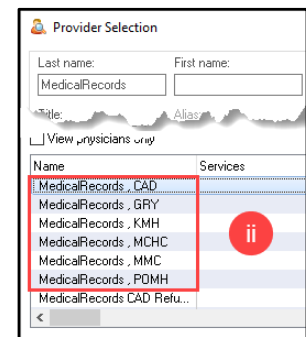 Provider Selection
Last name: First name:
MedicalRecords
Title: Alias:
View physicians only
Name Services
MedicalRecords , CAD
MedicalRecords , GRY
MedicalRecords , KMH
MedicalRecords , MCHC
MedicalRecords , MMC
MedicalRecords , POMH
ii
MedicalRecords CAD Refu...